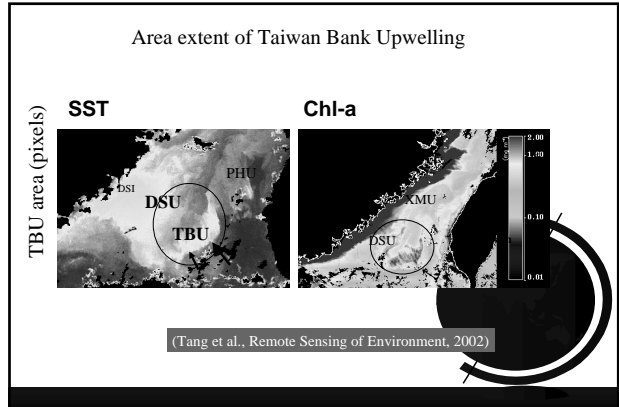 Area extent of Taiwan Bank Upwelling
TBU area (pixels)
SST
Chl-a
DSI
DSU
PHU
TBU
XMU
DSU
2.00
1.00
0.10
0.01
(Tang et al., Remote Sensing of Environment, 2002)